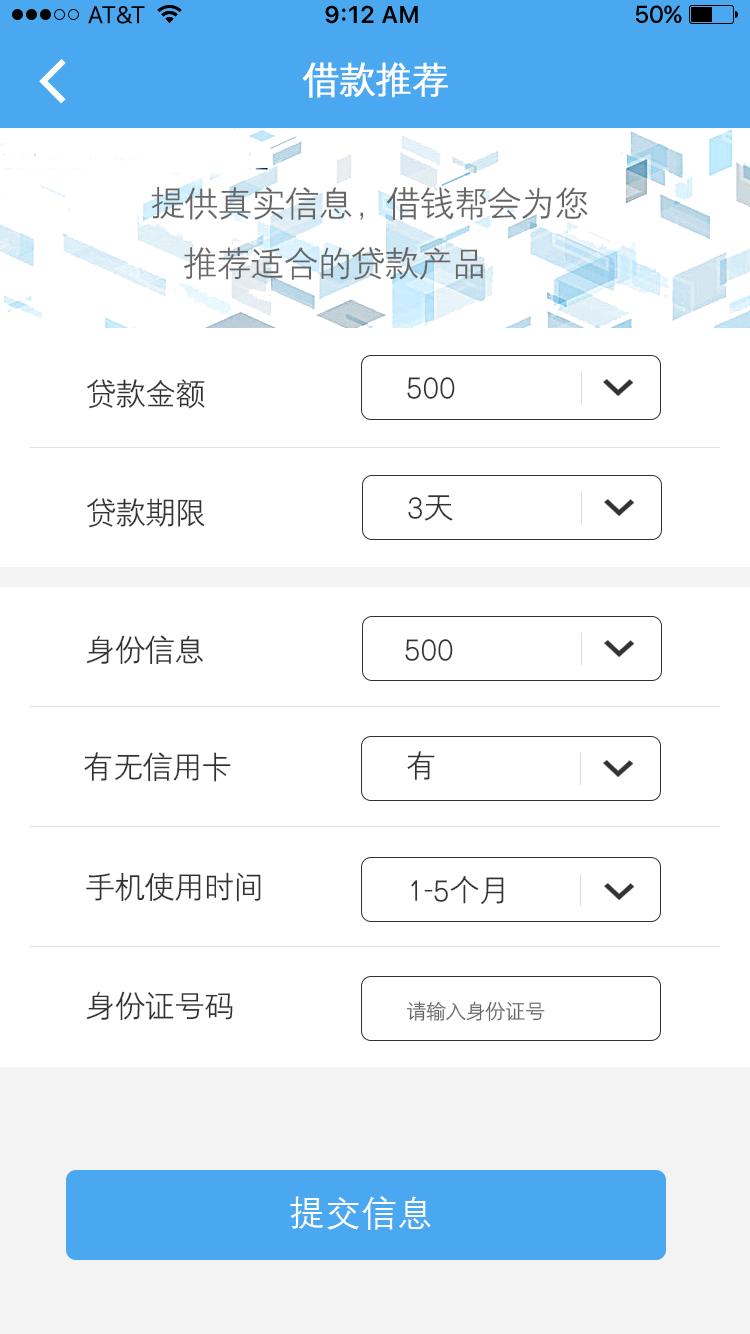 AT&T 9:12 AM 50%
借款推荐
提供真实信息，借钱帮会为您
推荐适合的贷款产品
贷款金额 500
贷款期限 3天
身份信息 500
有无信用卡 有
手机使用时间 1-5个月
身份证号码 请输入身份证号
提交信息